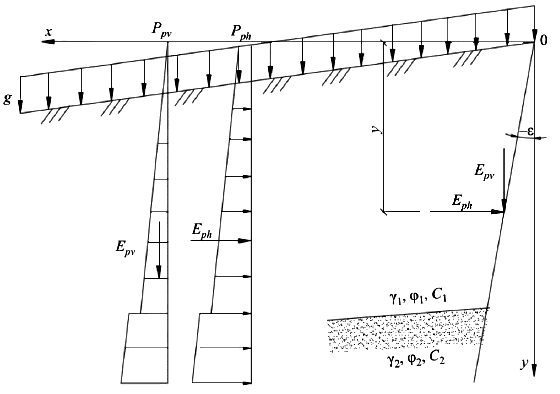 x
P_pv
P_ph
0
g
y
–ε
E_pv
E_ph
E_pv
E_ph
γ₁, φ₁, C₁
γ₂, φ₂, C₂
y